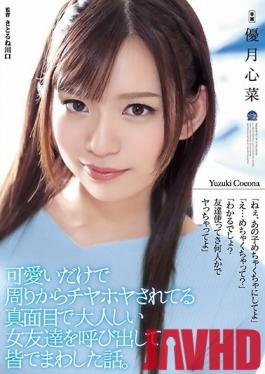 監督 さとるね川口
主演 優月心菜
Yuzuki Cocona
「ねぇ、あの子めちゃくちゃにしてよ」
「え…めちゃくちゃって?」
「わかるでしょ?
友達使ってさ何人かで
ヤっちゃってよ」
可愛いだけで
周りからチヤホヤされてる
真面目で大人しい
女友達を呼び出して
皆でまわした話。
JAVHD